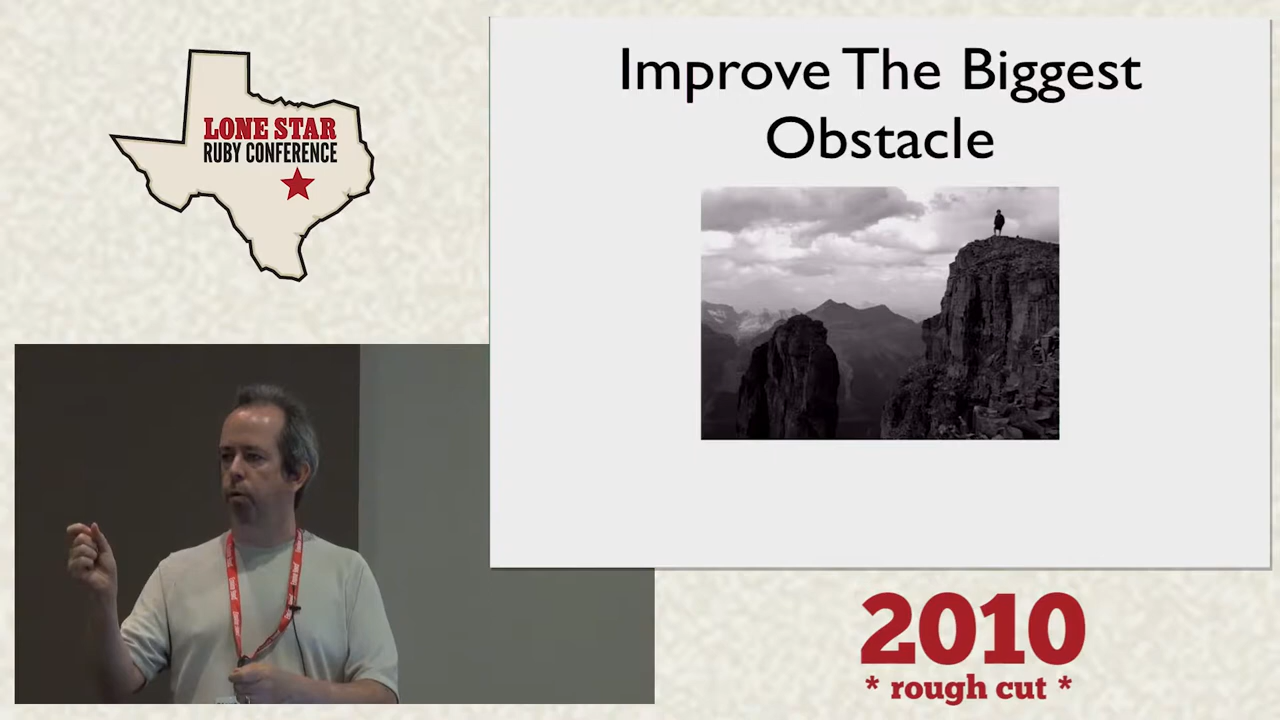 LONE STAR
RUBY CONFERENCE
Improve The Biggest
Obstacle
2010
* rough cut *